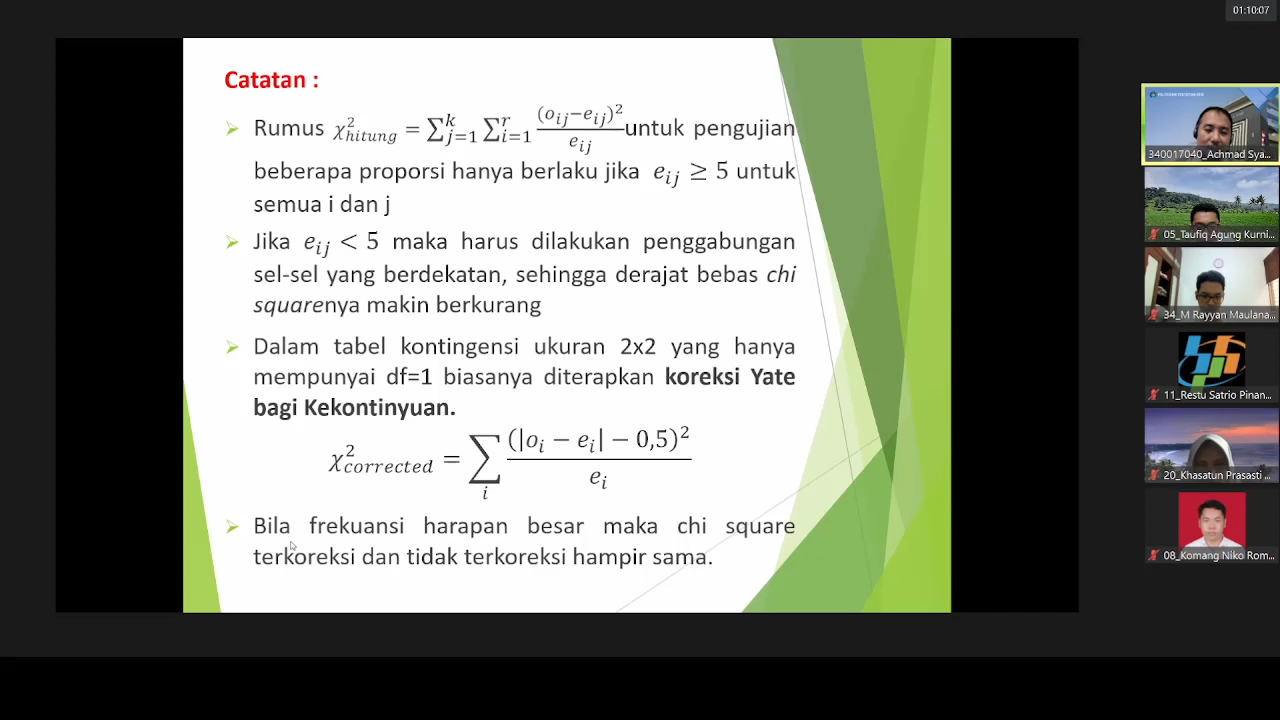 01:10:07
Catatan :
Rumus χ²hitung = ∑ᵏj=1 ∑ʳi=1 (oij−eij)²/eij untuk pengujian
beberapa proporsi hanya berlaku jika eij ≥ 5 untuk
semua i dan j
Jika eij < 5 maka harus dilakukan penggabungan
sel-sel yang berdekatan, sehingga derajat bebas chi
squarenya makin berkurang
Dalam tabel kontingensi ukuran 2x2 yang hanya
mempunyai df=1 biasanya diterapkan koreksi Yate
bagi Kekontinyuan.
χ²corrected = ∑i (|oi − ei| − 0,5)²/ei
Bila frekuansi harapan besar maka chi square
terkoreksi dan tidak terkoreksi hampir sama.
340017040_Achmad Sya...
05_Taufiq Agung Kurni...
34_M Rayyan Maulana...
11_Restu Satrio Pinan...
20_Khasatun Prasasti ...
08_Komang Niko Rom...